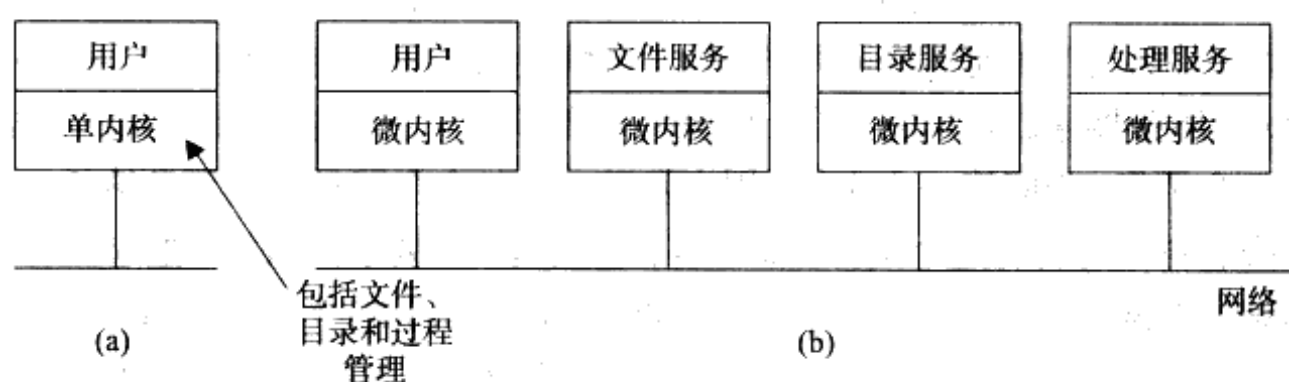 用户
单内核
用户
微内核
文件服务
微内核
目录服务
微内核
处理服务
微内核
包括文件、
目录和过程
管理
网络
(a)
(b)